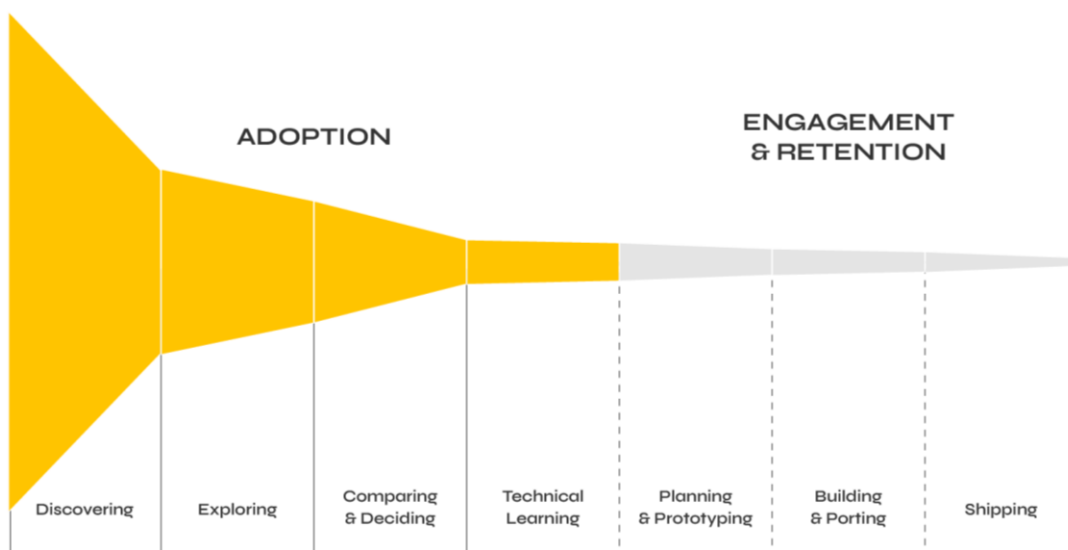 ADOPTION
ENGAGEMENT
& RETENTION
Discovering
Exploring
Comparing
& Deciding
Technical
Learning
Planning
& Prototyping
Building
& Porting
Shipping